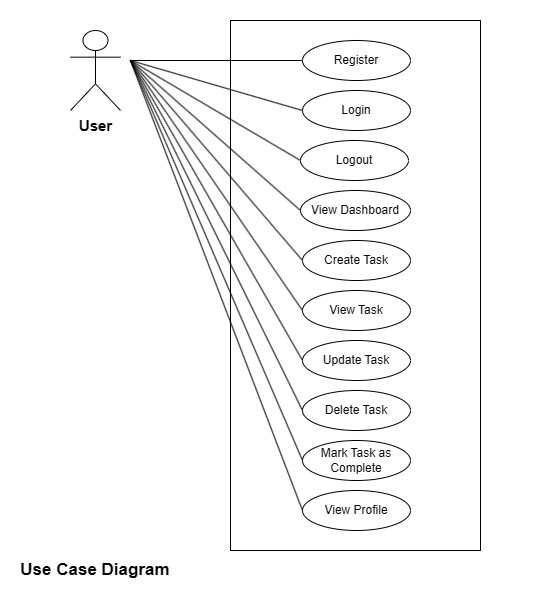 Register
User
Login
Logout
View Dashboard
Create Task
View Task
Update Task
Delete Task
Mark Task as
Complete
View Profile
Use Case Diagram